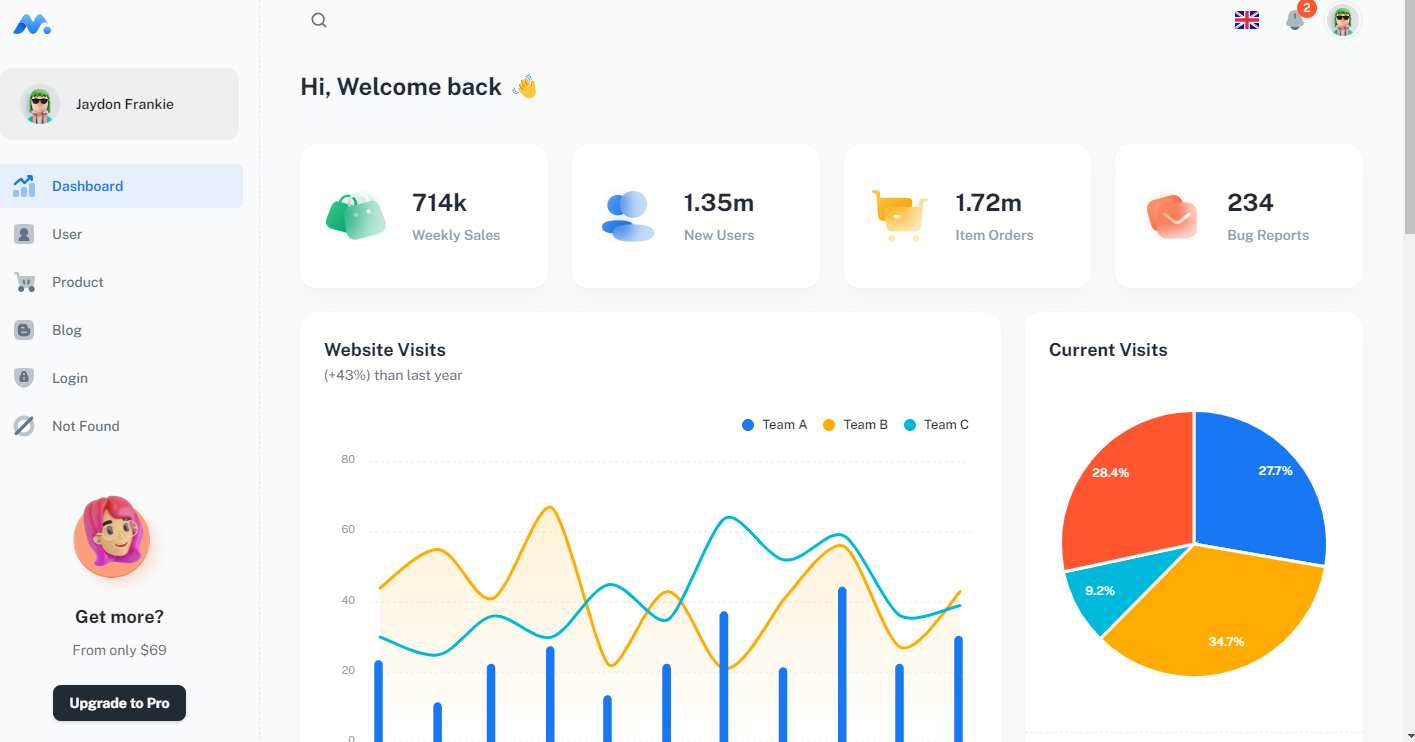 2
Jaydon Frankie
Dashboard
User
Product
Blog
Login
Not Found
Get more?
From only $69
Upgrade to Pro
Hi, Welcome back 👋
714k
Weekly Sales
1.35m
New Users
1.72m
Item Orders
234
Bug Reports
Website Visits
(+43%) than last year
Team A Team B Team C
80
60
40
20
0
Current Visits
28.4%
27.7%
9.2%
34.7%